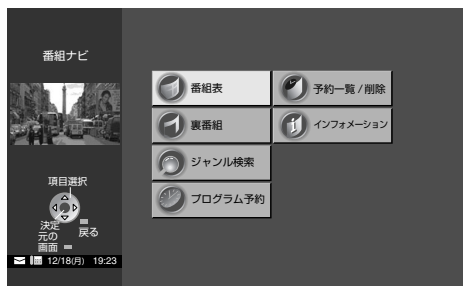 番組ナビ
番組表
予約一覧/削除
裏番組
インフォメーション
ジャンル検索
プログラム予約
項目選択
決定
戻る
元の
画面
12/18(月) 19:23